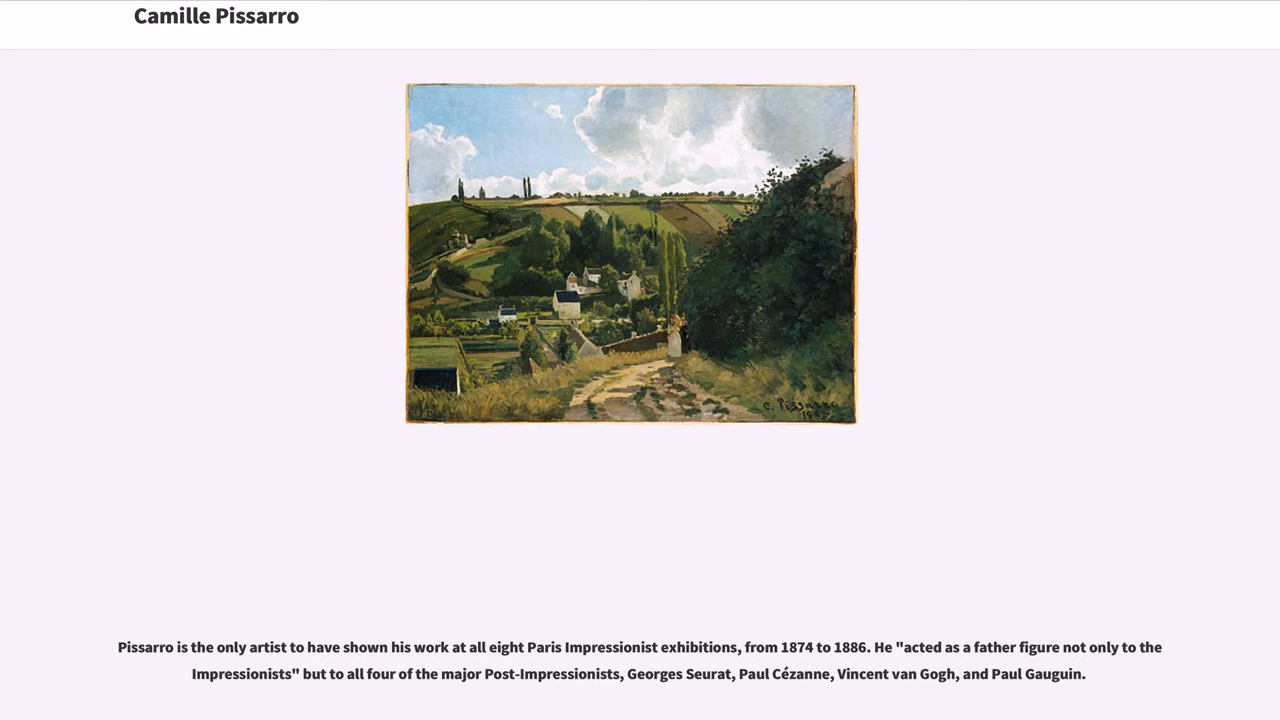 Camille Pissarro
C. Pissarro
Pissarro is the only artist to have shown his work at all eight Paris Impressionist exhibitions, from 1874 to 1886. He "acted as a father figure not only to the
Impressionists" but to all four of the major Post-Impressionists, Georges Seurat, Paul Cézanne, Vincent van Gogh, and Paul Gauguin.